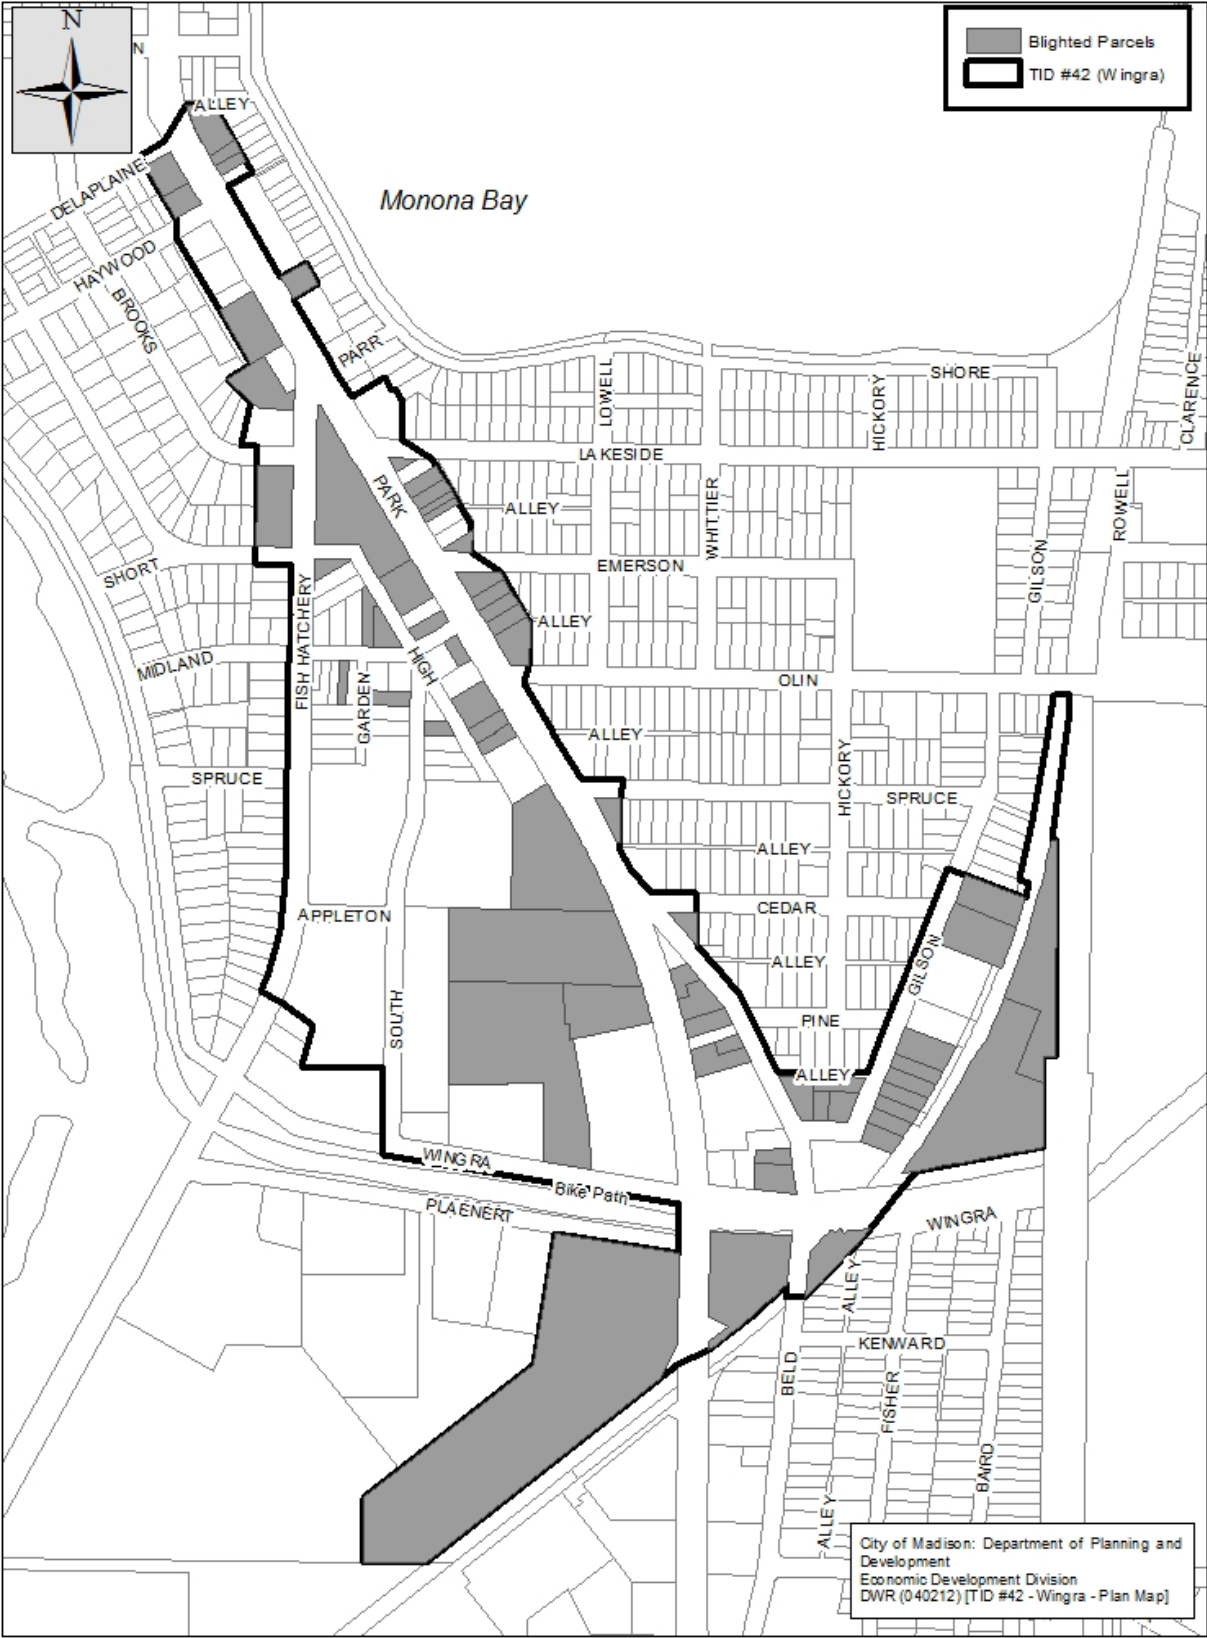 N
N
Blighted Parcels
TID #42 (Wingra)
ALLEY
DELAPLAINE
Monona Bay
HAYWOOD
BROOKS
PARR
SHORE
LOWELL
HICKORY
CLARENCE
LAKESIDE
PARK
ALLEY
WHITTIER
ROWELL
EMERSON
SHORT
GILSON
FISH HATCHERY
ALLEY
MIDLAND
HIGH
OLIN
GARDEN
ALLEY
HICKORY
SPRUCE
SPRUCE
ALLEY
CEDAR
APPLETON
ALLEY
GILSON
SOUTH
PINE
ALLEY
WINGRA
Bike Path
PLAENERT
WINGRA
ALLEY
KENWARD
BELD
FISHER
BAIRD
ALLEY
City of Madison: Department of Planning and
Development
Economic Development Division
DWR (040212) [TID #42 - Wingra - Plan Map]